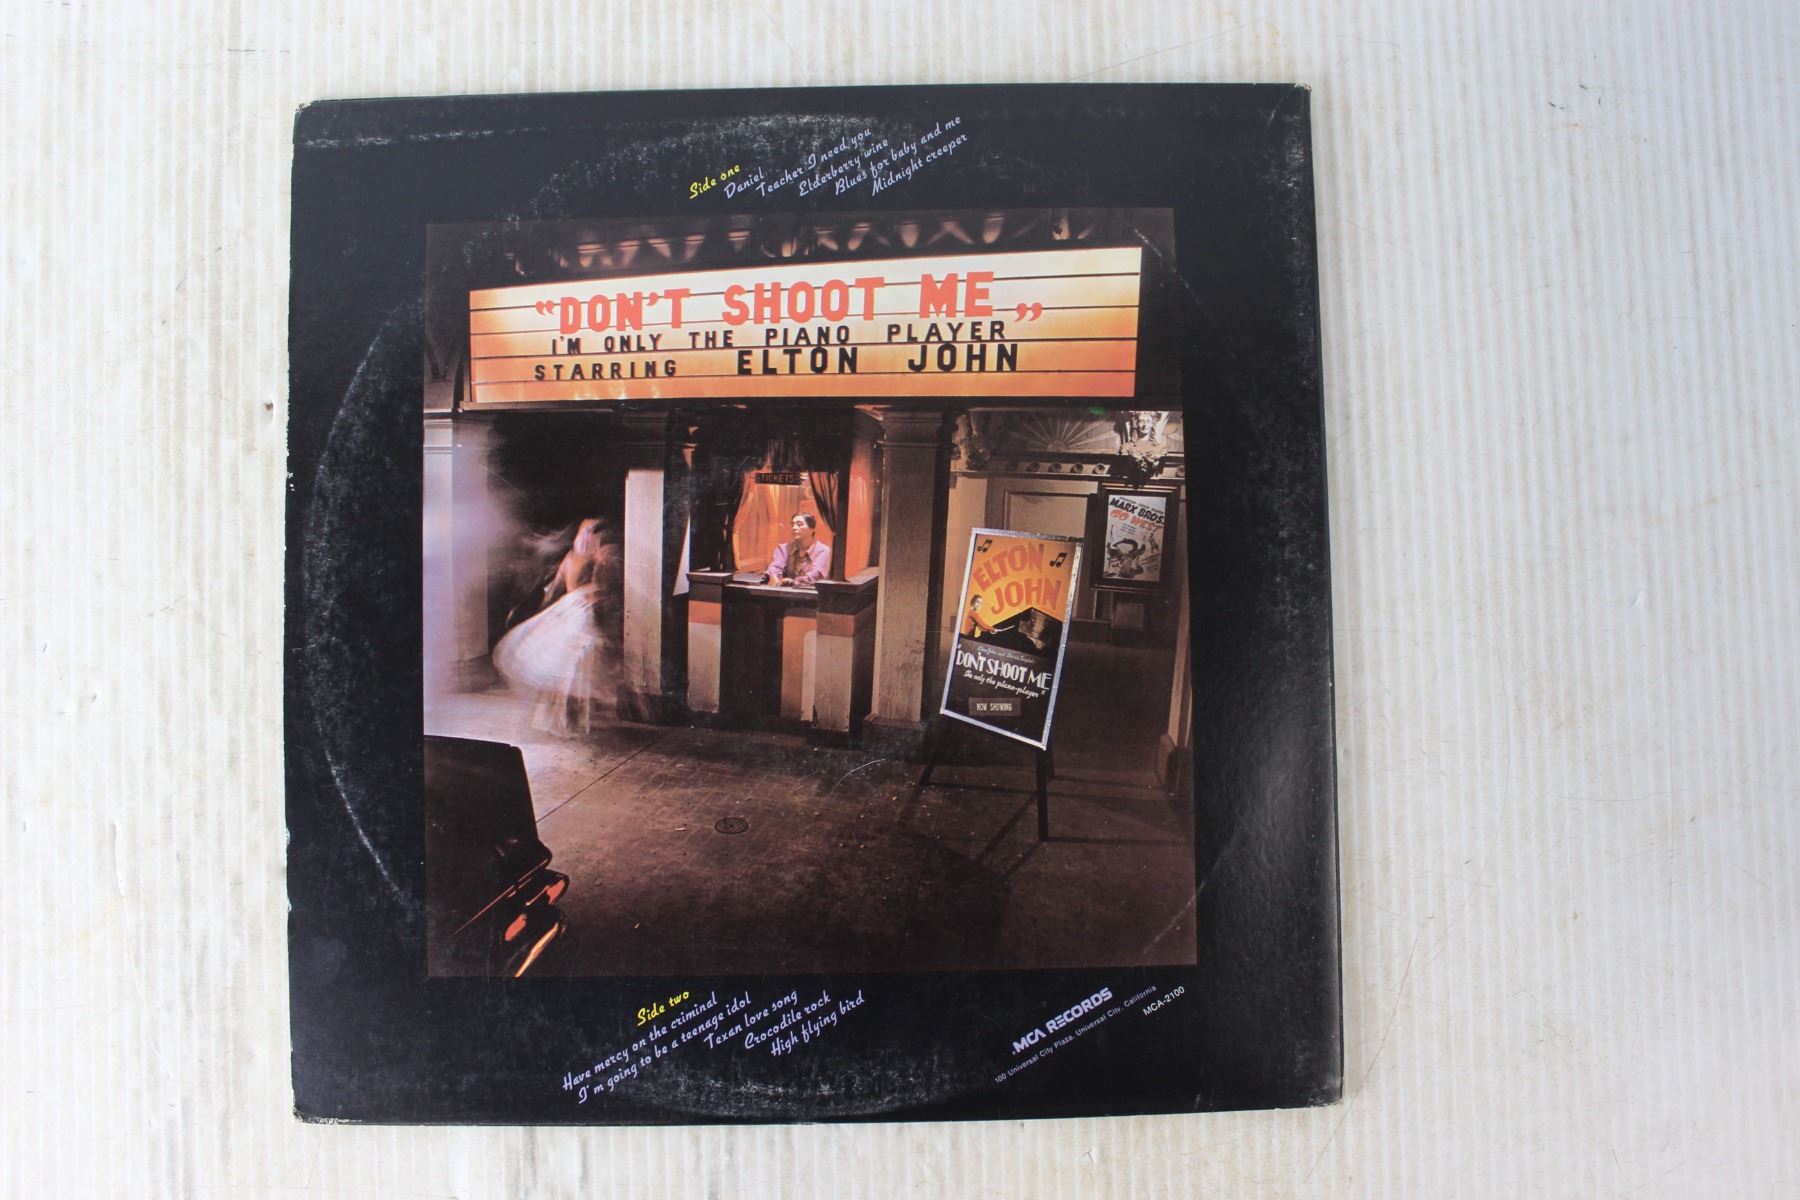 Side one
Daniel
Teacher I need you
Elderberry wine
Blues for baby and me
Midnight creeper
"DON'T SHOOT ME"
I'M ONLY THE PIANO PLAYER
STARRING ELTON JOHN
TICKETS
MARX BROS.
GO WEST
ELTON
JOHN
"DON'T SHOOT ME
I'm only the piano-player"
NOW SHOWING
Side two
Have mercy on the criminal
I'm going to be a teenage idol
Texan love song
Crocodile rock
High flying bird
MCA RECORDS
100 Universal City Plaza, Universal City, California
MCA-2100